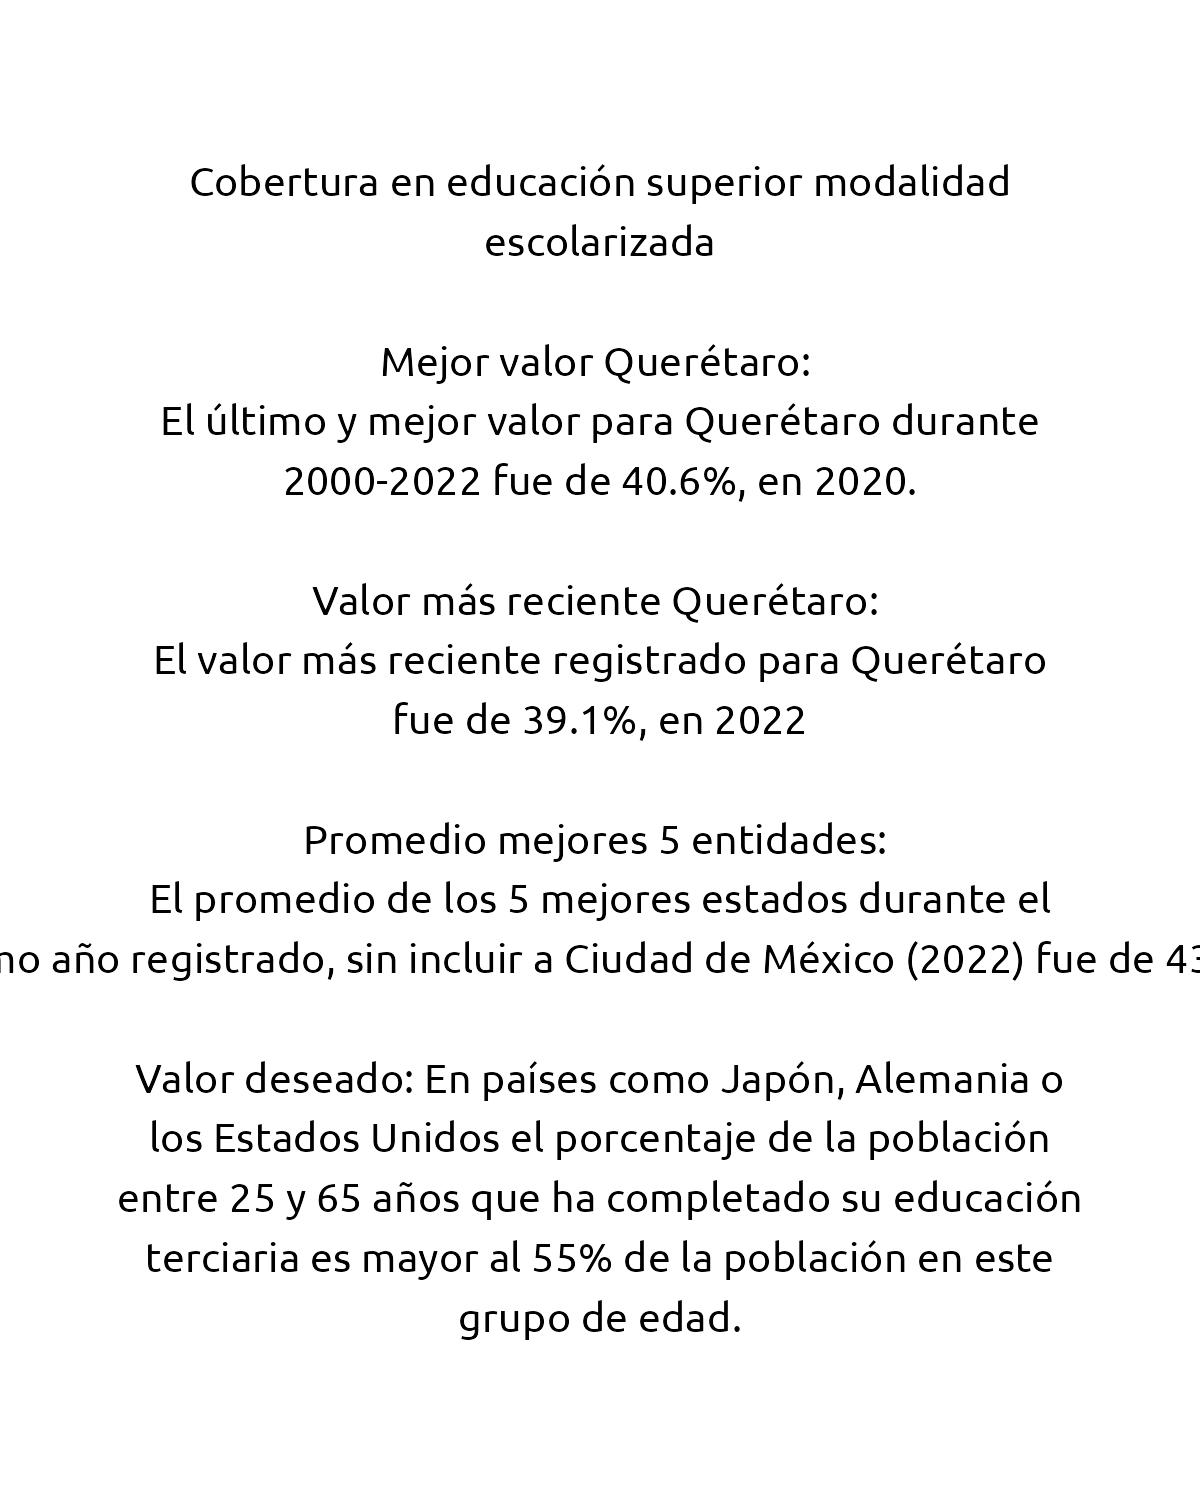 Cobertura en educación superior modalidad
escolarizada
Mejor valor Querétaro:
El último y mejor valor para Querétaro durante
2000-2022 fue de 40.6%, en 2020.
Valor más reciente Querétaro:
El valor más reciente registrado para Querétaro
fue de 39.1%, en 2022
Promedio mejores 5 entidades:
El promedio de los 5 mejores estados durante el
año registrado, sin incluir a Ciudad de México (2022) fue de
Valor deseado: En países como Japón, Alemania o
los Estados Unidos el porcentaje de la población
entre 25 y 65 años que ha completado su educación
terciaria es mayor al 55% de la población en este
grupo de edad.